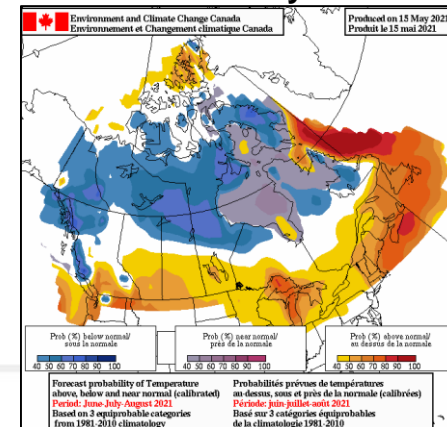 Environment and Climate Change Canada
Environnement et Changement climatique Canada
Produced on 15 May 2021
Produit le 15 mai 2021
Prob (%) below normal/
sous la normale
40 50 60 70 80 90 100
Prob (%) near normal/
près de la normale
40 50 60 70 80 90 100
Prob (%) above normal/
au dessus de la normale
40 50 60 70 80 90 100
Forecast probability of Temperature
above, below and near normal (calibrated)
Period: June-July-August 2021
Based on 3 equiprobable categories
from 1981-2010 climatology
Probabilités prévues de températures
au-dessus, sous et près de la normale (calibrées)
Période: juin-juillet-août 2021
Basé sur 3 catégories équiprobables
de la climatologie 1981-2010